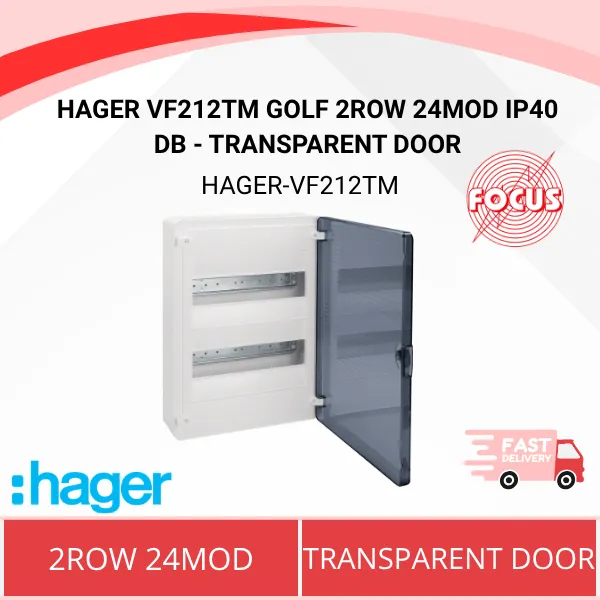 HAGER VF212TM GOLF 2ROW 24MOD IP40
DB - TRANSPARENT DOOR
HAGER-VF212TM
FOCUS
FAST
DELIVERY
:hager
2ROW 24MOD
TRANSPARENT DOOR